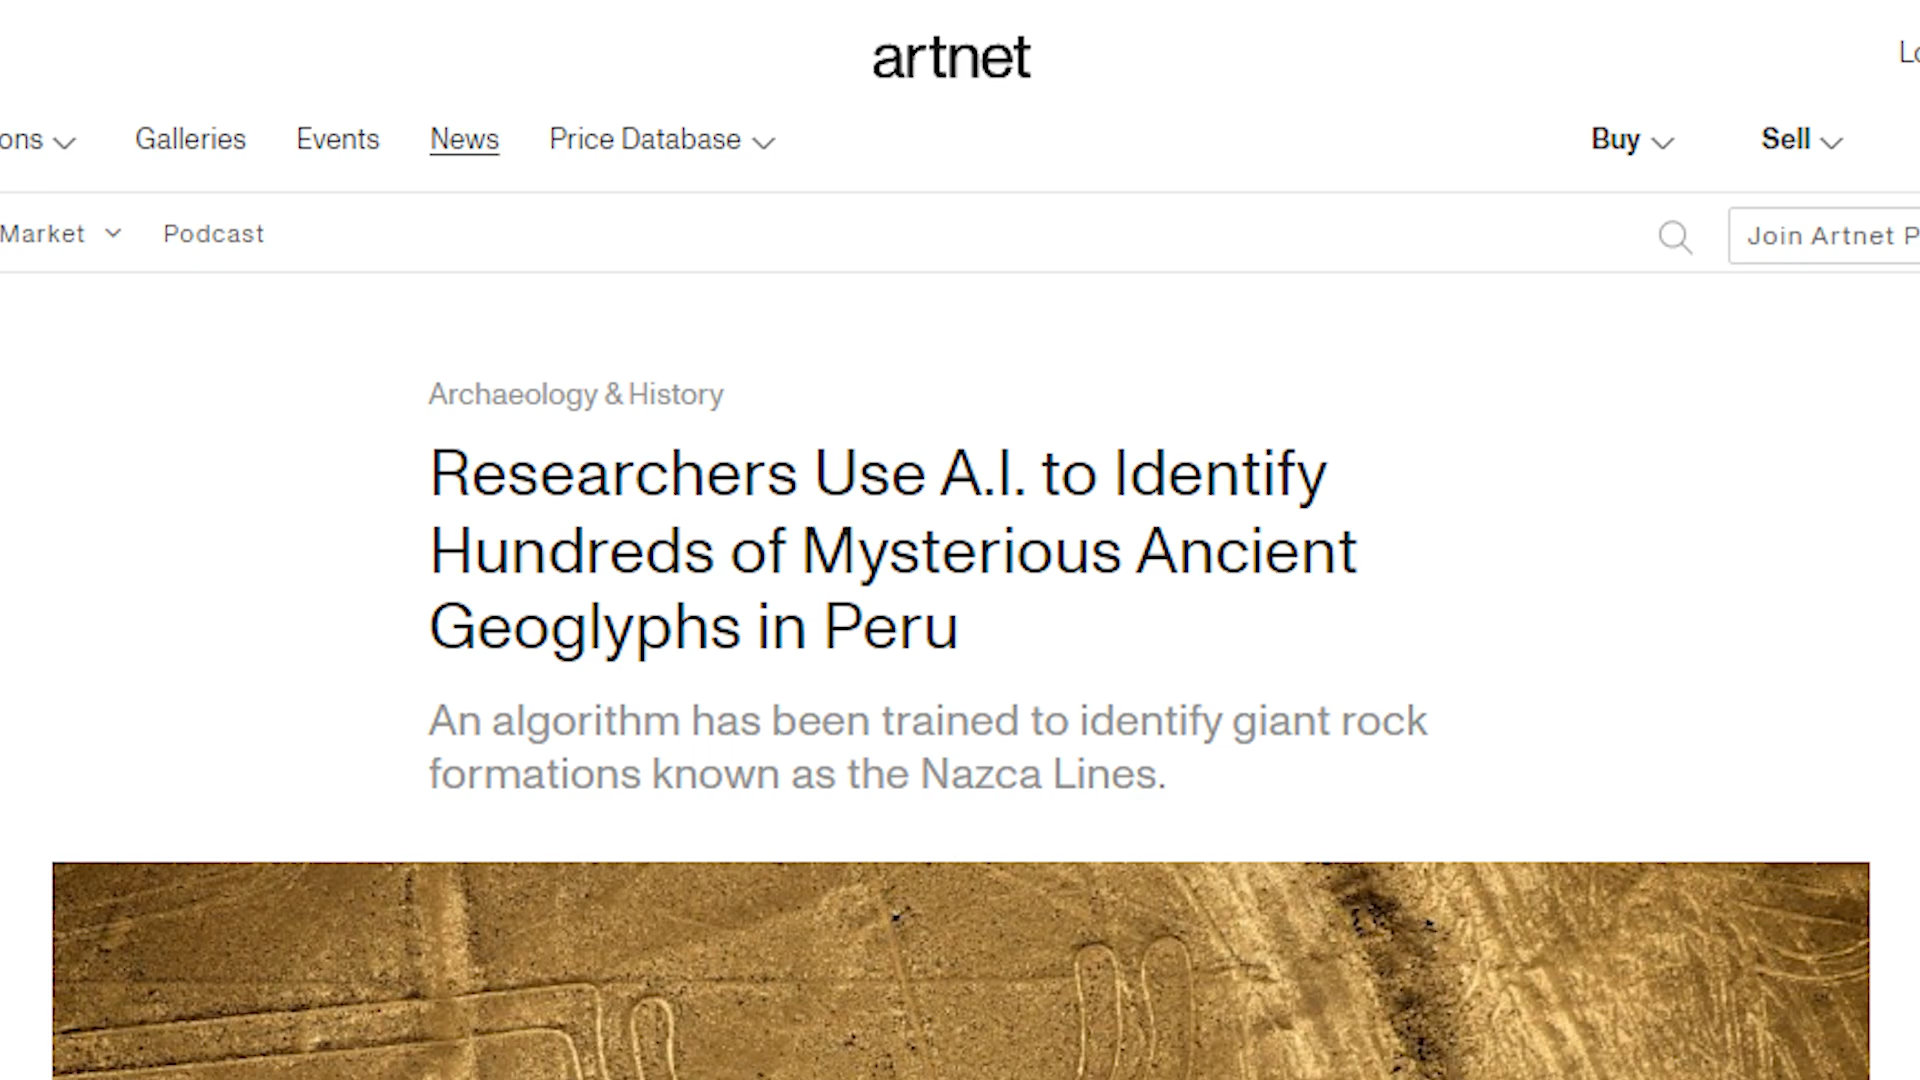 artnet
Lo
ons
Galleries
Events
News
Price Database
Buy
Sell
Market
Podcast
Join Artnet P
Archaeology & History
Researchers Use A.I. to Identify
Hundreds of Mysterious Ancient
Geoglyphs in Peru
An algorithm has been trained to identify giant rock
formations known as the Nazca Lines.